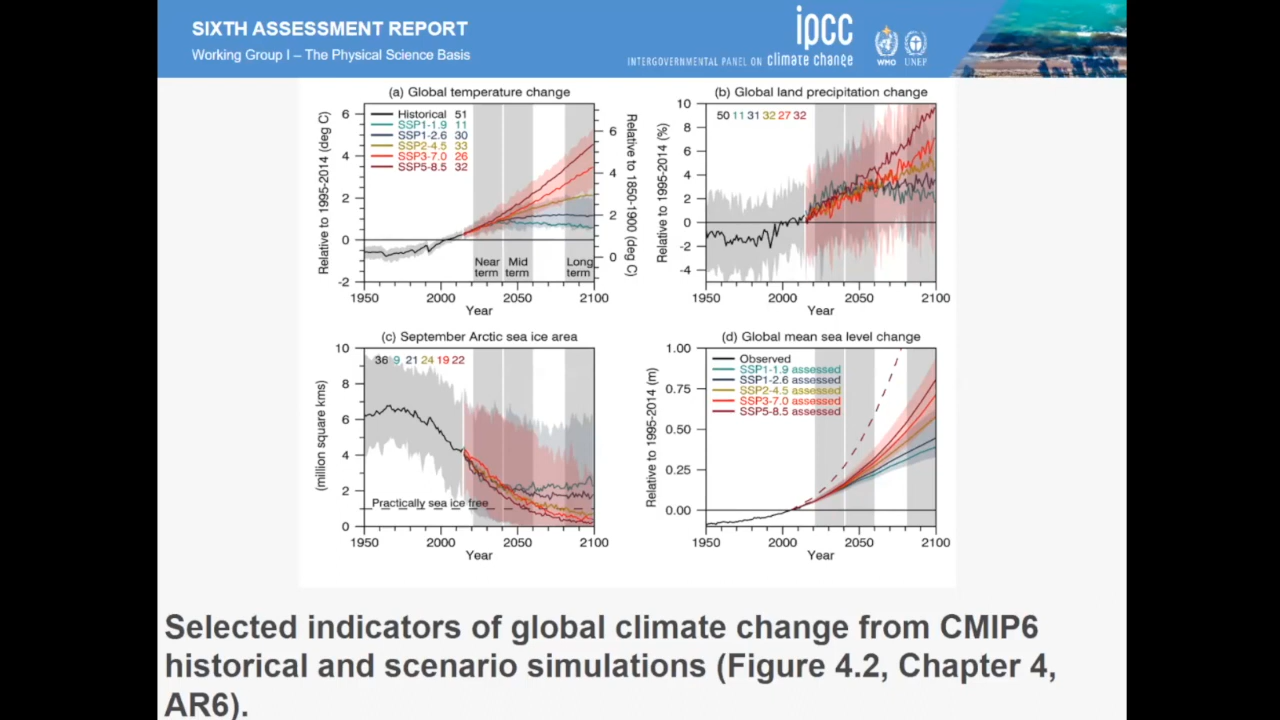 SIXTH ASSESSMENT REPORT
Working Group I – The Physical Science Basis
ipcc
INTERGOVERNMENTAL PANEL ON climate change
WMO UNEP
(a) Global temperature change
Relative to 1995-2014 (deg C)
6
4
2
0
-2
Historical 51
SSP1-1.9 11
SSP1-2.6 30
SSP2-4.5 33
SSP3-7.0 26
SSP5-8.5 32
Near term
Mid term
Long term
6
4
2
0
Relative to 1850-1900 (deg C)
1950 2000 2050 2100
Year
(b) Global land precipitation change
Relative to 1995-2014 (%)
10
8
6
4
2
0
-2
-4
50 11 31 32 27 32
1950 2000 2050 2100
Year
(c) September Arctic sea ice area
(million square kms)
10
8
6
4
2
0
36 9 21 24 19 22
Practically sea ice free
1950 2000 2050 2100
Year
(d) Global mean sea level change
Relative to 1995-2014 (m)
1.00
0.75
0.50
0.25
0.00
Observed
SSP1-1.9 assessed
SSP1-2.6 assessed
SSP2-4.5 assessed
SSP3-7.0 assessed
SSP5-8.5 assessed
1950 2000 2050 2100
Year
Selected indicators of global climate change from CMIP6
historical and scenario simulations (Figure 4.2, Chapter 4,
AR6).